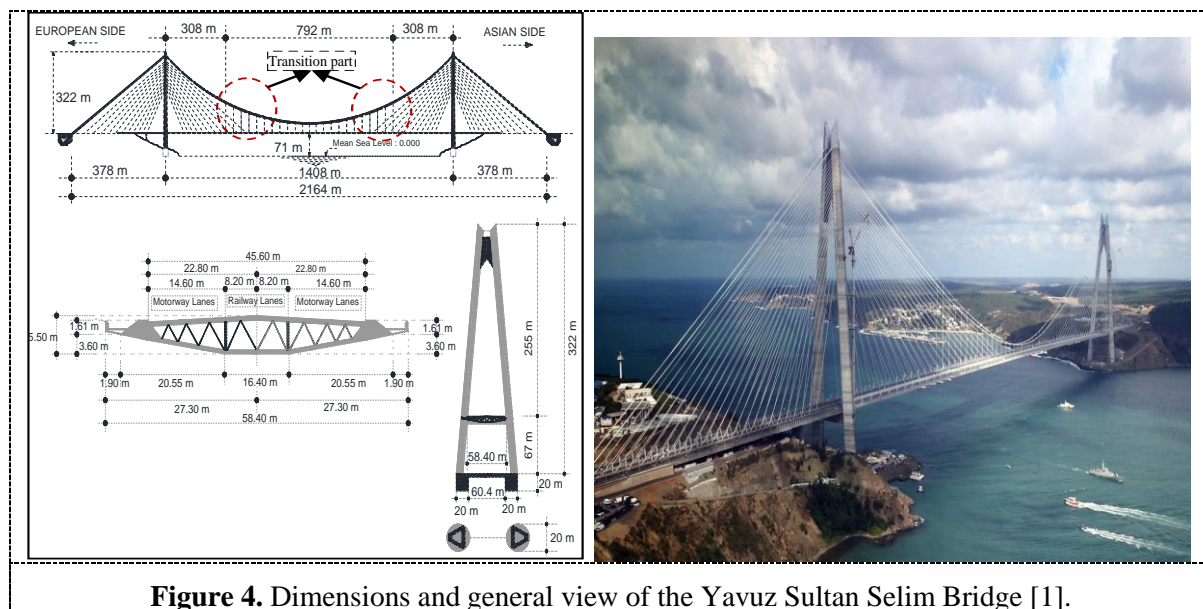 EUROPEAN SIDE
308 m
792 m
308 m
ASIAN SIDE
Transition part
322 m
71 m
Mean Sea Level : 0.000
378 m
1408 m
378 m
2164 m
45.60 m
22.80 m
22.80 m
14.60 m
8.20 m
8.20 m
14.60 m
Motorway Lanes
Railway Lanes
Motorway Lanes
5.50 m
1.61 m
1.61 m
3.60 m
3.60 m
1.90 m
20.55 m
16.40 m
20.55 m
1.90 m
27.30 m
27.30 m
58.40 m
255 m
322 m
67 m
58.40 m
20 m
60.4 m
20 m
20 m
20 m
Figure 4. Dimensions and general view of the Yavuz Sultan Selim Bridge [1].